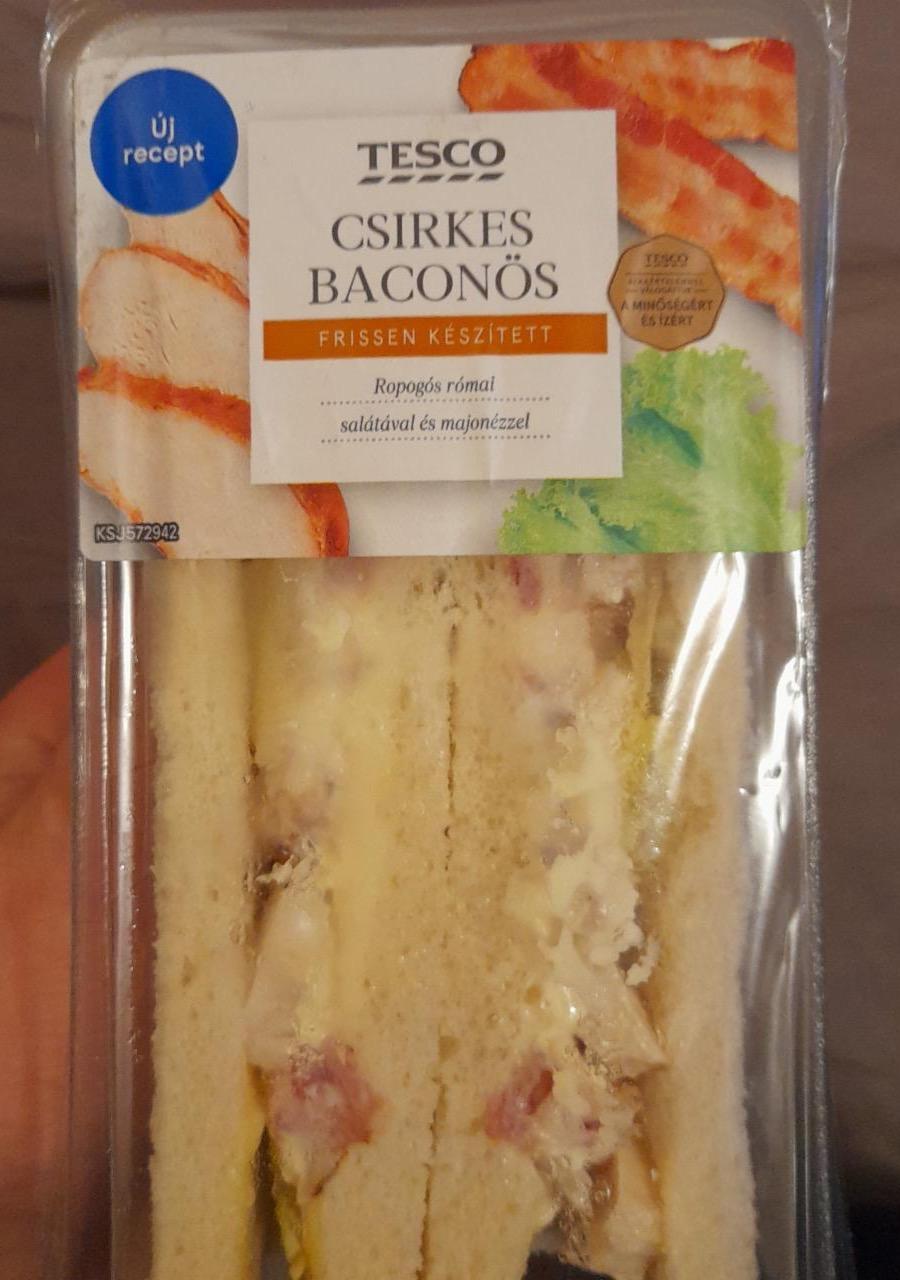 Új
recept
TESCO
CSIRKES
BACONÖS
FRISSEN KÉSZÍTETT
Ropogós római
salátával és majonézzel
TESCO
A MINŐSÉGÉRT
ÉS ÍZÉRT
KSJ572942